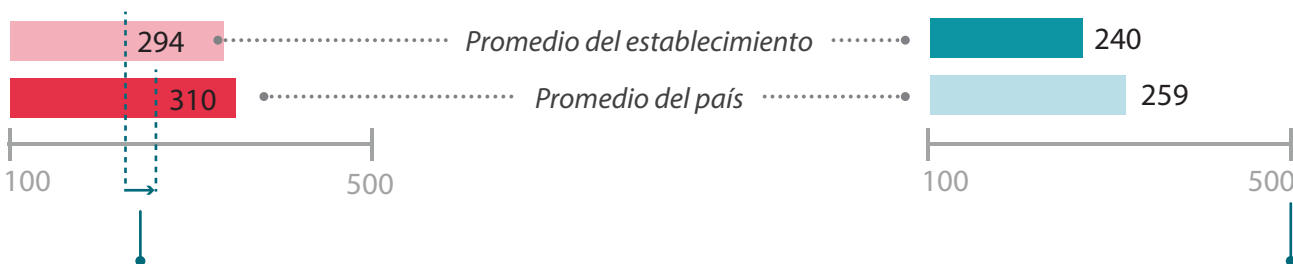 294 Promedio del establecimiento 240
310 Promedio del país 259
100 500 100 500